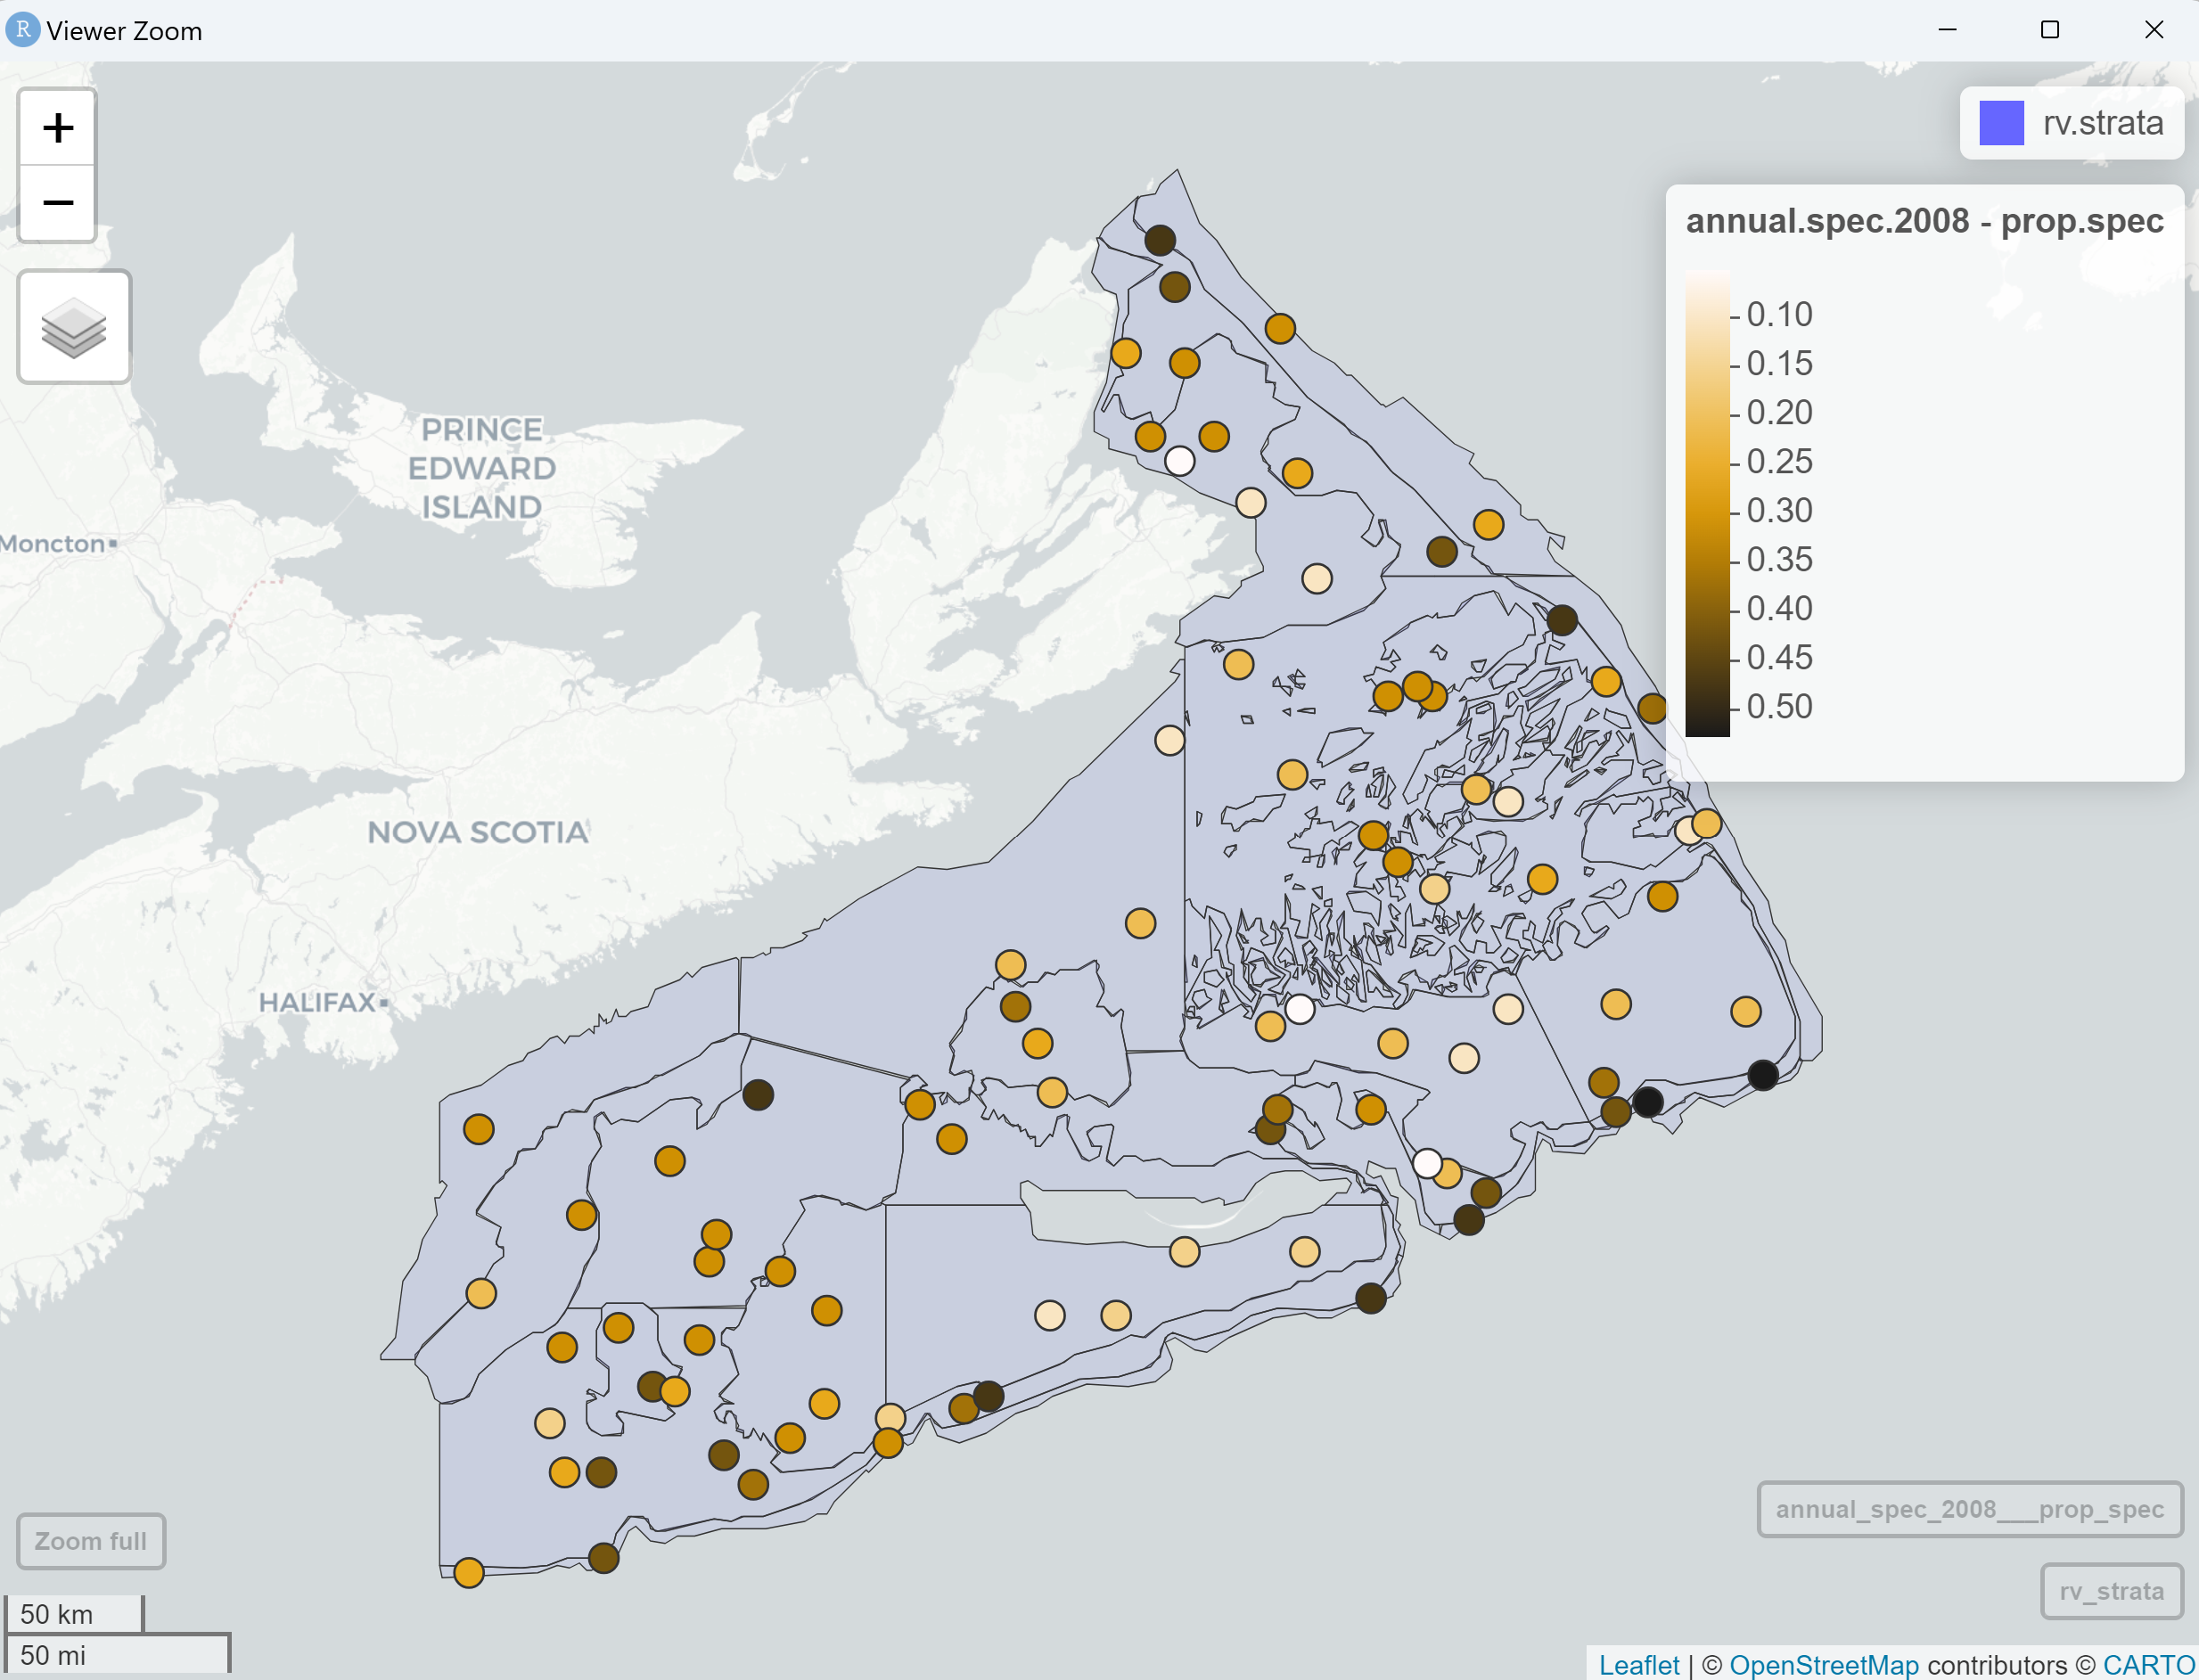 R Viewer Zoom
+
−
rv.strata
annual.spec.2008 - prop.spec
0.10
0.15
0.20
0.25
0.30
0.35
0.40
0.45
0.50
PRINCE
EDWARD
ISLAND
Moncton
NOVA SCOTIA
HALIFAX
annual_spec_2008___prop_spec
Zoom full
rv_strata
50 km
50 mi
Leaflet | © OpenStreetMap contributors © CARTO